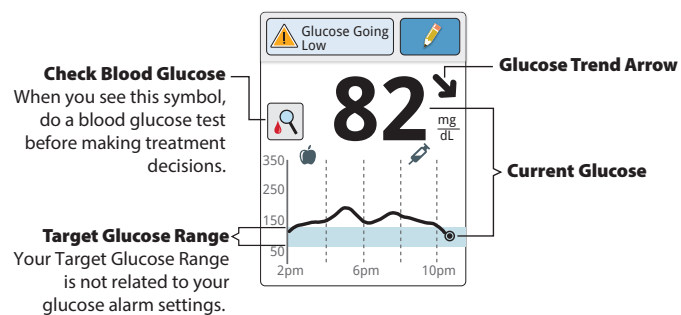 Glucose Going
Low
Check Blood Glucose
When you see this symbol,
do a blood glucose test
before making treatment
decisions.
Glucose Trend Arrow
82
mg
dL
Current Glucose
350
250
150
50
2pm
6pm
10pm
Target Glucose Range
Your Target Glucose Range
is not related to your
glucose alarm settings.